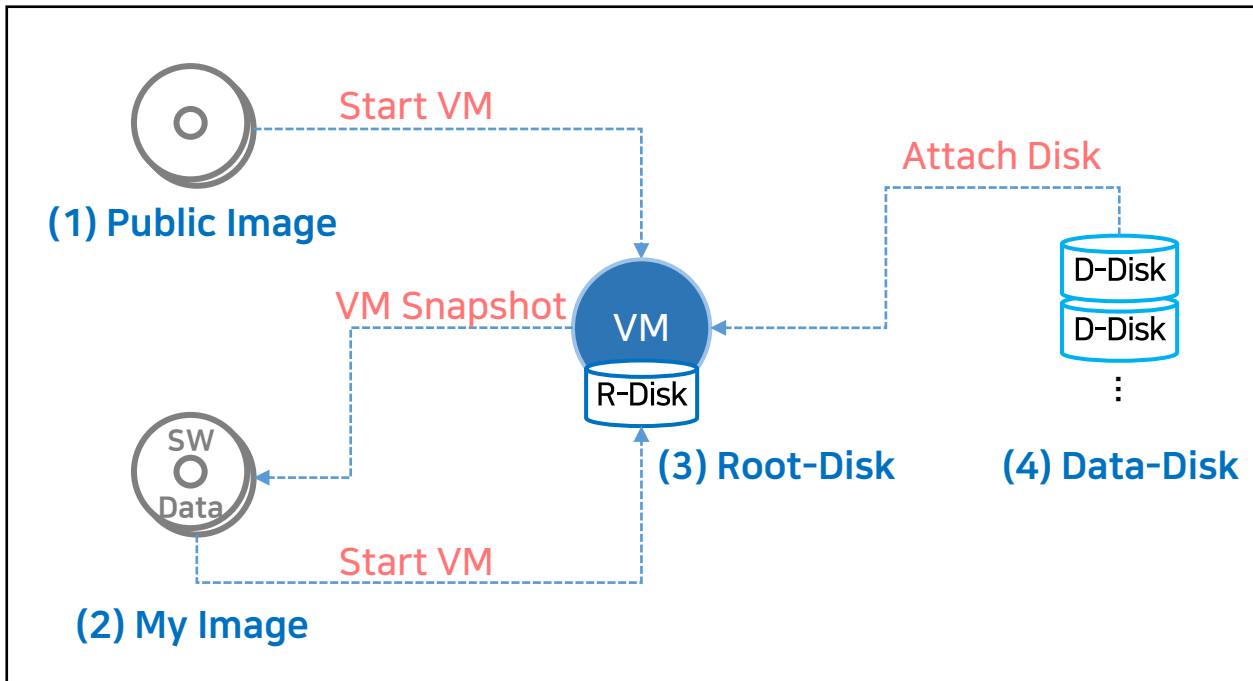 Start VM
Attach Disk
(1) Public Image
D-Disk
D-Disk
VM Snapshot
VM
R-Disk
...
SW
Data
(3) Root-Disk
(4) Data-Disk
Start VM
(2) My Image